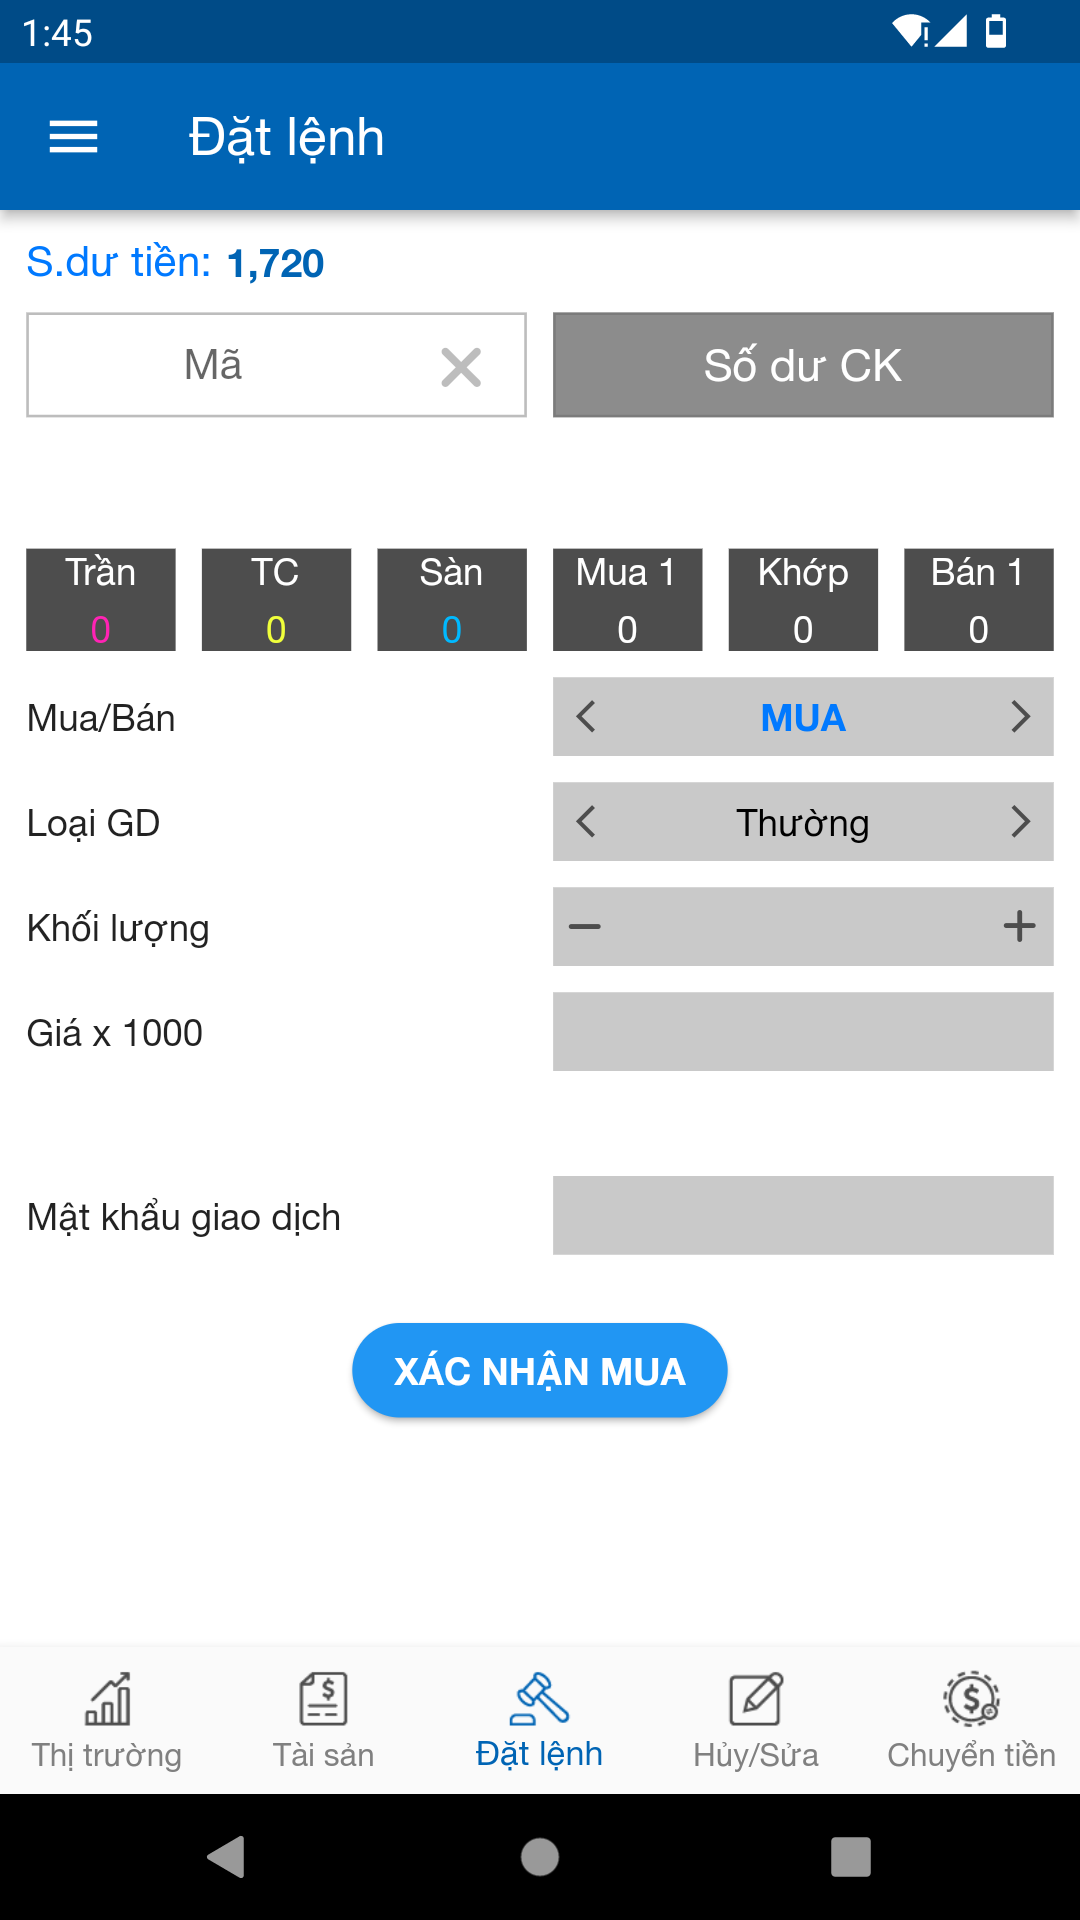 1:45
Đặt lệnh
S.dư tiền: 1,720
Mã
Số dư CK
Trần TC Sàn Mua 1 Khớp Bán 1
0 0 0 0 0 0
Mua/Bán MUA
Loại GD Thường
Khối lượng
Giá x 1000
Mật khẩu giao dịch
XÁC NHẬN MUA
Thị trường Tài sản Đặt lệnh Hủy/Sửa Chuyển tiền